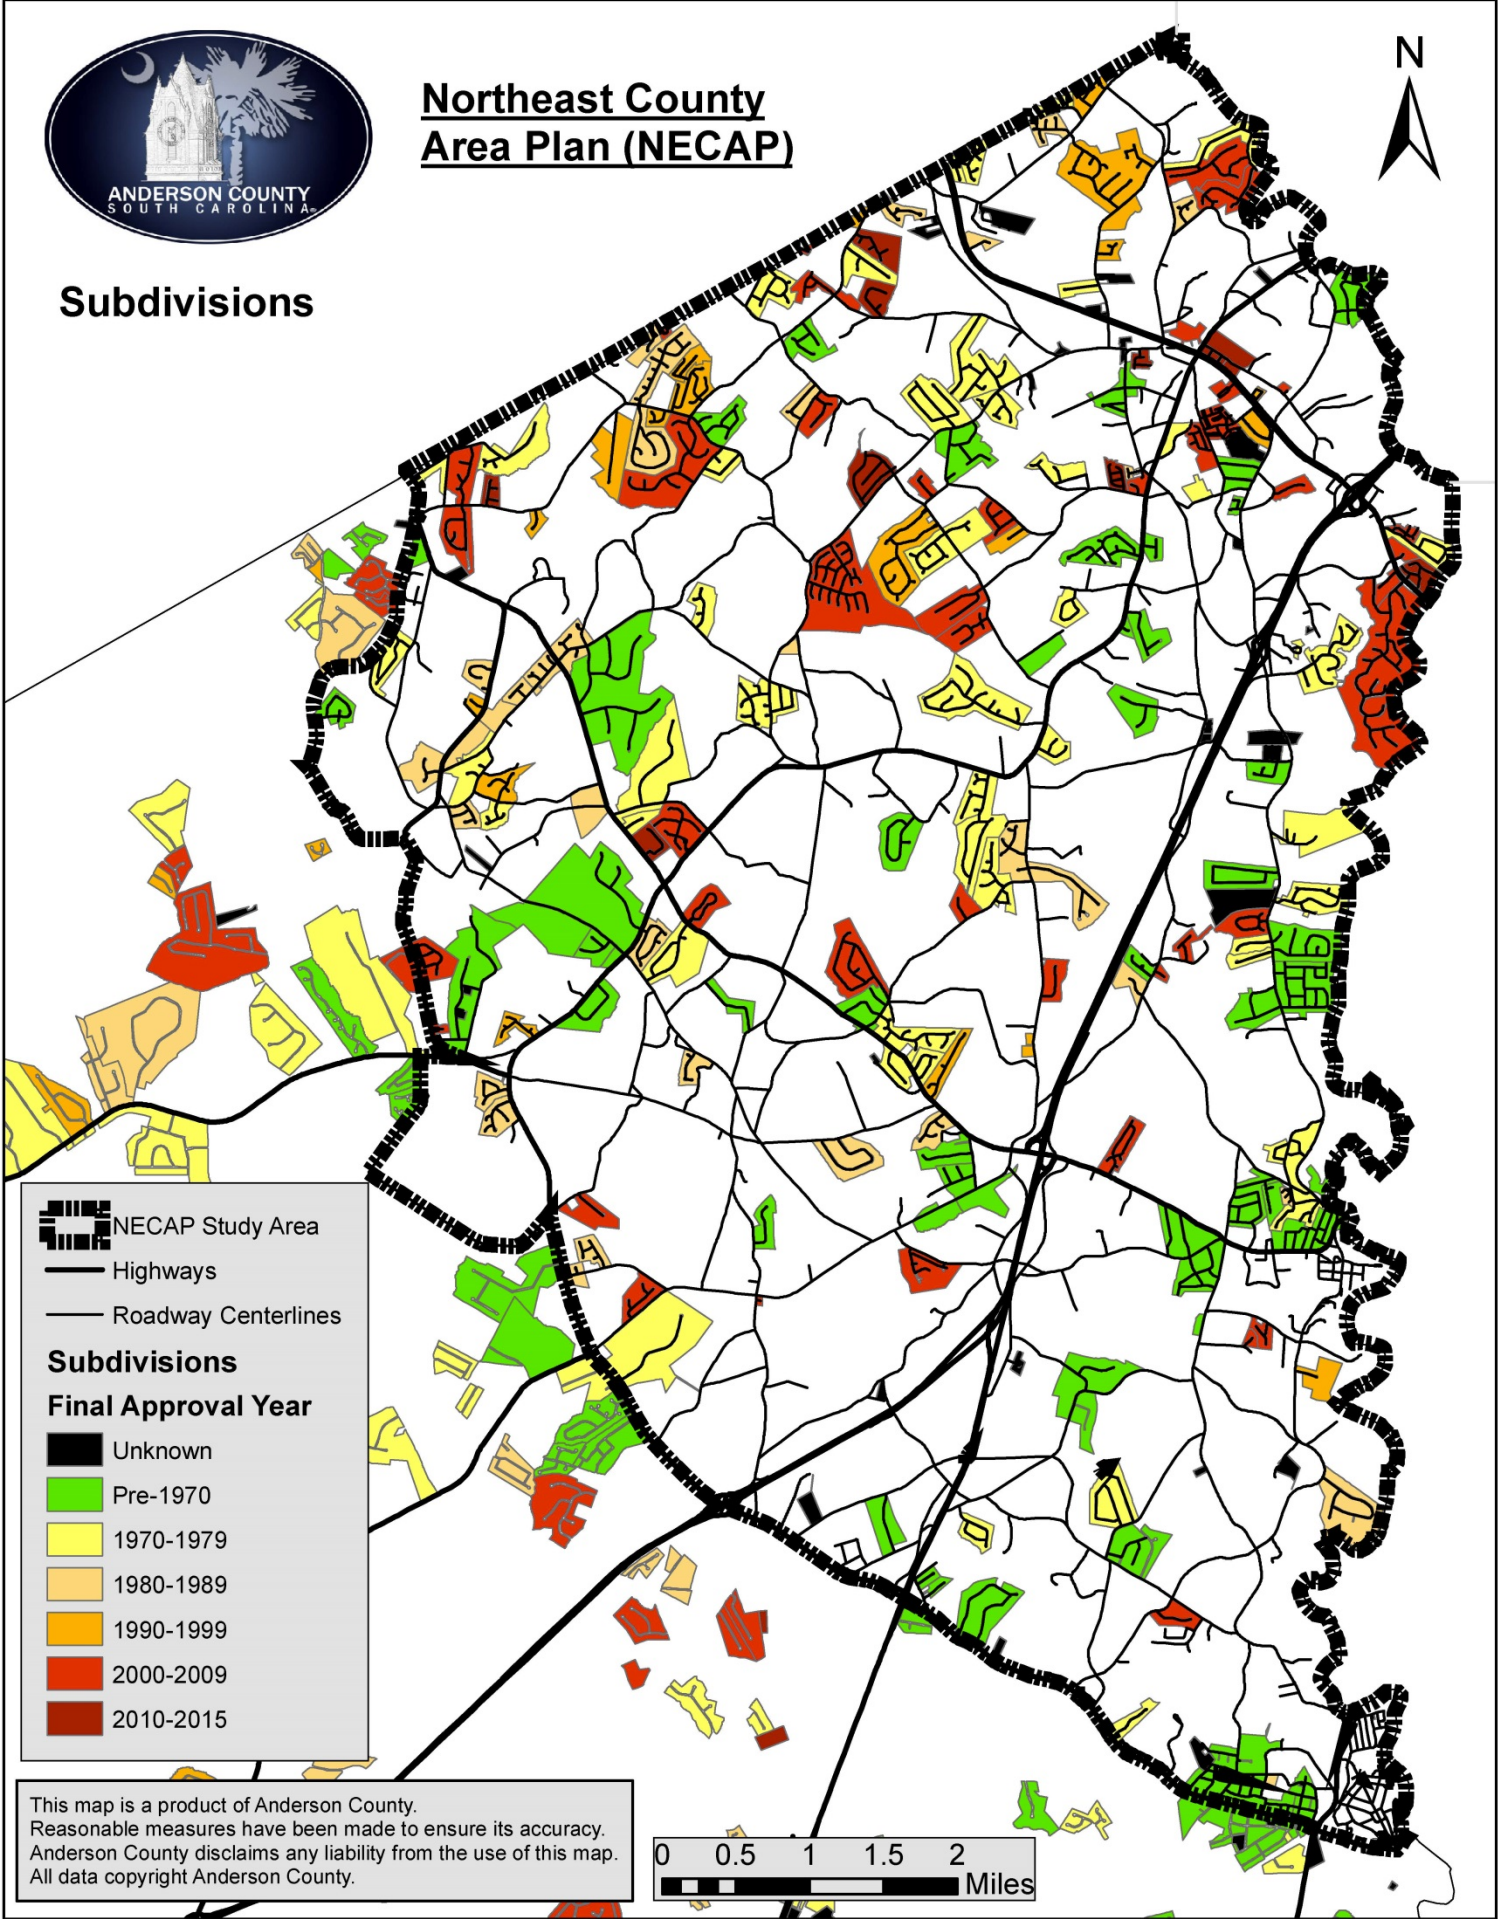 ANDERSON COUNTY
SOUTH CAROLINA
Northeast County
Area Plan (NECAP)
N
Subdivisions
NECAP Study Area
Highways
Roadway Centerlines
Subdivisions
Final Approval Year
Unknown
Pre-1970
1970-1979
1980-1989
1990-1999
2000-2009
2010-2015
This map is a product of Anderson County.
Reasonable measures have been made to ensure its accuracy.
Anderson County disclaims any liability from the use of this map.
All data copyright Anderson County.
0 0.5 1 1.5 2
Miles